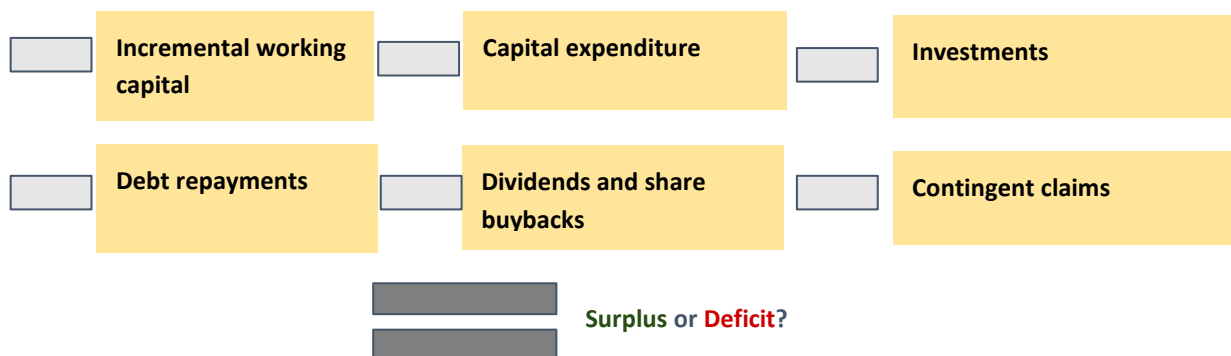 Incremental working
capital
Capital expenditure
Investments
Debt repayments
Dividends and share
buybacks
Contingent claims
Surplus or Deficit?